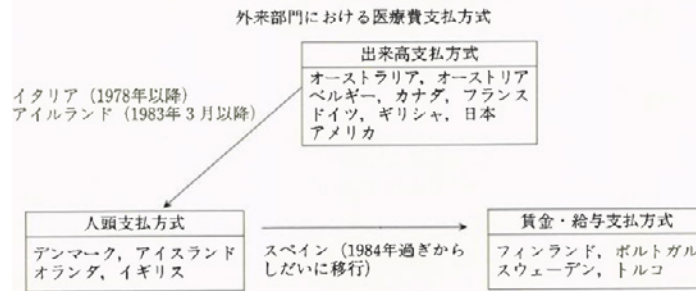 外来部門における医療費支払方式
出来高支払方式
オーストラリア, オーストリア
ベルギー, カナダ, フランス
ドイツ, ギリシャ, 日本
アメリカ
イタリア (1978年以降)
アイルランド (1983年3月以降)
人頭支払方式
デンマーク, アイスランド
オランダ, イギリス
スペイン (1984年過ぎから
しだいに移行)
賃金・給与支払方式
フィンランド, ポルトガル
スウェーデン, トルコ